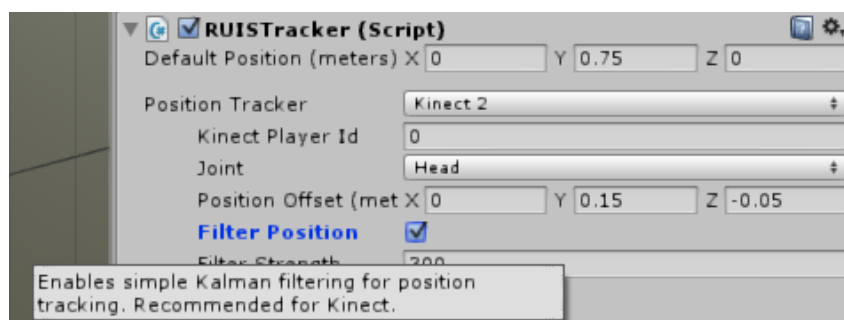 RUISTracker (Script)
Default Position (meters) X 0 Y 0.75 Z 0
Position Tracker Kinect 2
Kinect Player Id 0
Joint Head
Position Offset (met X 0 Y 0.15 Z -0.05
Filter Position
Filter Strength 300
Enables simple Kalman filtering for position
tracking. Recommended for Kinect.